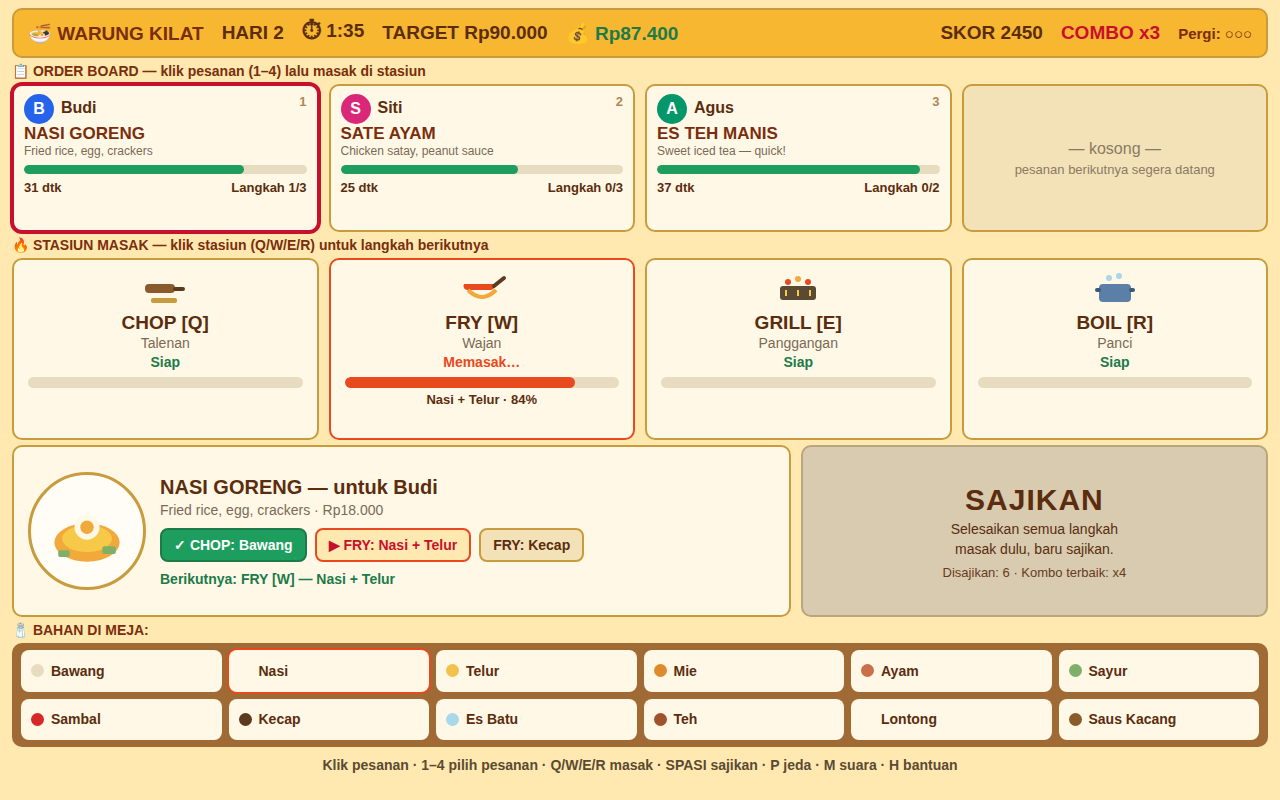 🍜 WARUNG KILAT HARI 2 ⏱ 1:35 TARGET Rp90.000 💰 Rp87.400 SKOR 2450 COMBO x3 Pergi: ○○○
📋 ORDER BOARD — klik pesanan (1–4) lalu masak di stasiun
B Budi 1
NASI GORENG
Fried rice, egg, crackers
31 dtk Langkah 1/3
S Siti 2
SATE AYAM
Chicken satay, peanut sauce
25 dtk Langkah 0/3
A Agus 3
ES TEH MANIS
Sweet iced tea — quick!
37 dtk Langkah 0/2
— kosong —
pesanan berikutnya segera datang
🔥 STASIUN MASAK — klik stasiun (Q/W/E/R) untuk langkah berikutnya
CHOP [Q]
Talenan
Siap
FRY [W]
Wajan
Memasak…
Nasi + Telur · 84%
GRILL [E]
Panggangan
Siap
BOIL [R]
Panci
Siap
NASI GORENG — untuk Budi
Fried rice, egg, crackers · Rp18.000
✓ CHOP: Bawang ▶ FRY: Nasi + Telur FRY: Kecap
Berikutnya: FRY [W] — Nasi + Telur
SAJIKAN
Selesaikan semua langkah
masak dulu, baru sajikan.
Disajikan: 6 · Kombo terbaik: x4
🧂 BAHAN DI MEJA:
Bawang Nasi Telur Mie Ayam Sayur
Sambal Kecap Es Batu Teh Lontong Saus Kacang
Klik pesanan · 1–4 pilih pesanan · Q/W/E/R masak · SPASI sajikan · P jeda · M suara · H bantuan